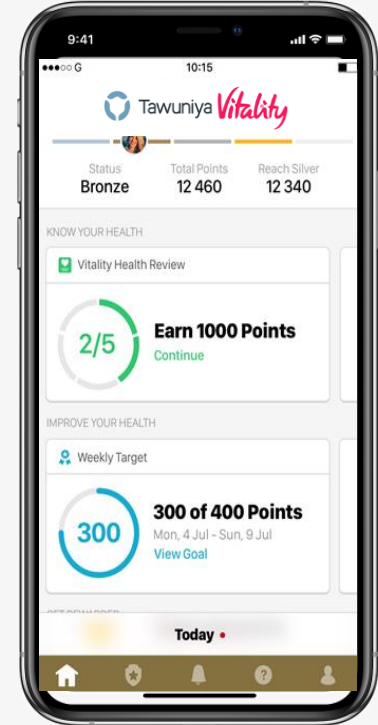 9:41
G 10:15
Tawuniya Vitality
Status Total Points Reach Silver
Bronze 12 460 12 340
KNOW YOUR HEALTH
Vitality Health Review
2/5
Earn 1000 Points
Continue
IMPROVE YOUR HEALTH
Weekly Target
300
300 of 400 Points
Mon, 4 Jul - Sun, 9 Jul
View Goal
Today
?